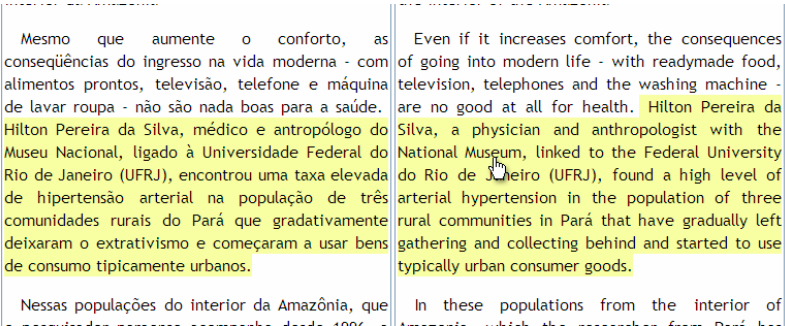 Mesmo que aumente o conforto, as
conseqüências do ingresso na vida moderna - com
alimentos prontos, televisão, telefone e máquina
de lavar roupa - não são nada boas para a saúde.
Hilton Pereira da Silva, médico e antropólogo do
Museu Nacional, ligado à Universidade Federal do
Rio de Janeiro (UFRJ), encontrou uma taxa elevada
de hipertensão arterial na população de três
comunidades rurais do Pará que gradativamente
deixaram o extrativismo e começaram a usar bens
de consumo tipicamente urbanos.
Nessas populações do interior da Amazônia, que
Even if it increases comfort, the consequences
of going into modern life - with readymade food,
television, telephones and the washing machine -
are no good at all for health. Hilton Pereira da
Silva, a physician and anthropologist with the
National Museum, linked to the Federal University
do Rio de Janeiro (UFRJ), found a high level of
arterial hypertension in the population of three
rural communities in Pará that have gradually left
gathering and collecting behind and started to use
typically urban consumer goods.
In these populations from the interior of